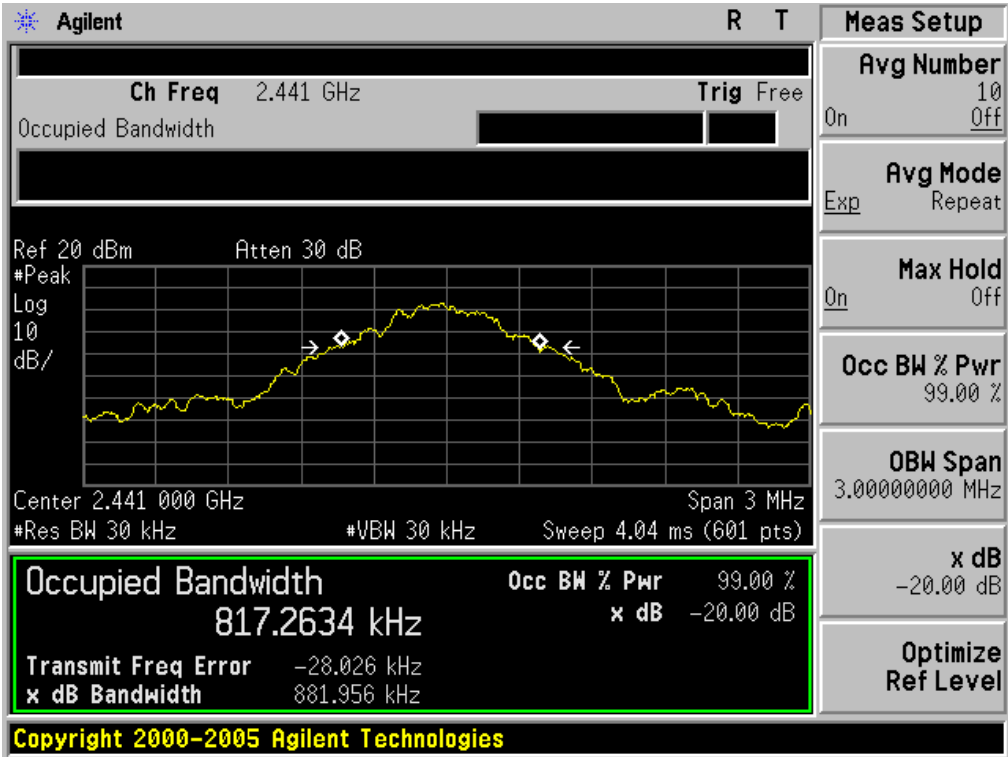 Agilent R T
Ch Freq 2.441 GHz Trig Free
Occupied Bandwidth
Ref 20 dBm Atten 30 dB
#Peak
Log
10
dB/
Center 2.441 000 GHz Span 3 MHz
#Res BW 30 kHz #VBW 30 kHz Sweep 4.04 ms (601 pts)
Occupied Bandwidth Occ BW % Pwr 99.00 %
817.2634 kHz x dB -20.00 dB
Transmit Freq Error -28.026 kHz
x dB Bandwidth 881.956 kHz
Copyright 2000-2005 Agilent Technologies
Meas Setup
Avg Number
10
On Off
Avg Mode
Exp Repeat
Max Hold
On Off
Occ BW % Pwr
99.00 %
OBW Span
3.00000000 MHz
x dB
-20.00 dB
Optimize
Ref Level